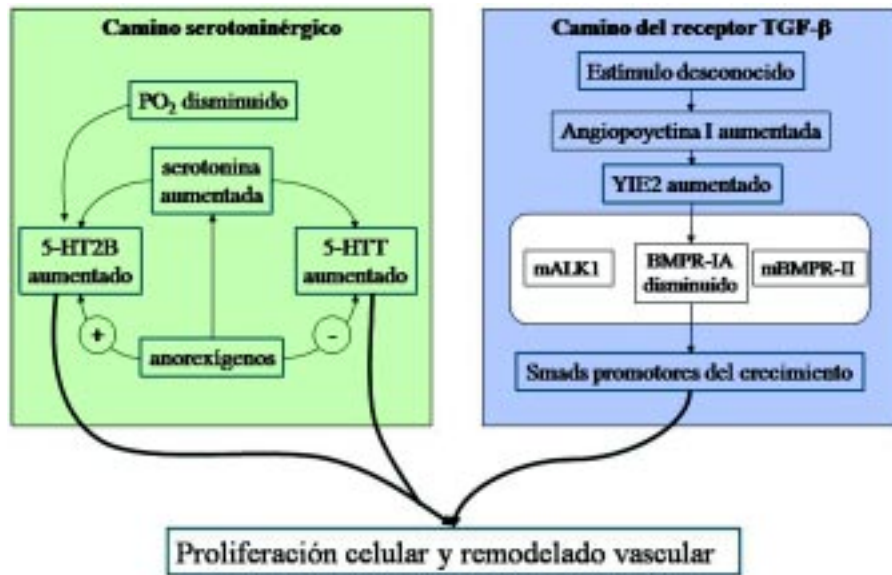 Camino serotoninérgico
PO₂ disminuido
serotonina
aumentada
5-HT2B
aumentado
5-HTT
aumentado
+
-
anorexígenos
Camino del receptor TGF-β
Estímulo desconocido
Angiopoyetina I aumentada
YIE2 aumentado
mALK1
BMPR-IA
disminuido
mBMPR-II
Smads promotores del crecimiento
Proliferación celular y remodelado vascular